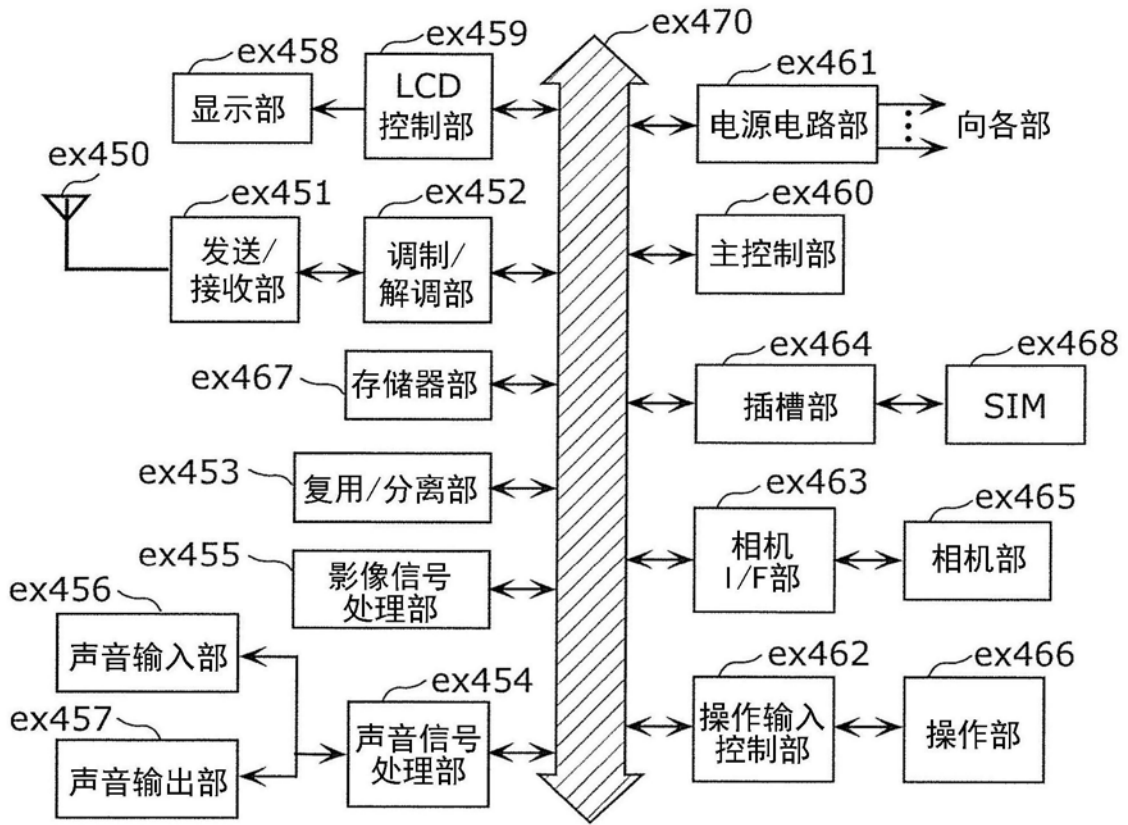 ex458
显示部
ex459
LCD
控制部
ex470
ex461
电源电路部
向各部
ex450
ex451
发送/
接收部
ex452
调制/
解调部
ex460
主控制部
ex467
存储器部
ex464
插槽部
ex468
SIM
ex453
复用/分离部
ex463
相机
I/F部
ex465
相机部
ex455
影像信号
处理部
ex456
声音输入部
ex457
声音输出部
ex454
声音信号
处理部
ex462
操作输入
控制部
ex466
操作部